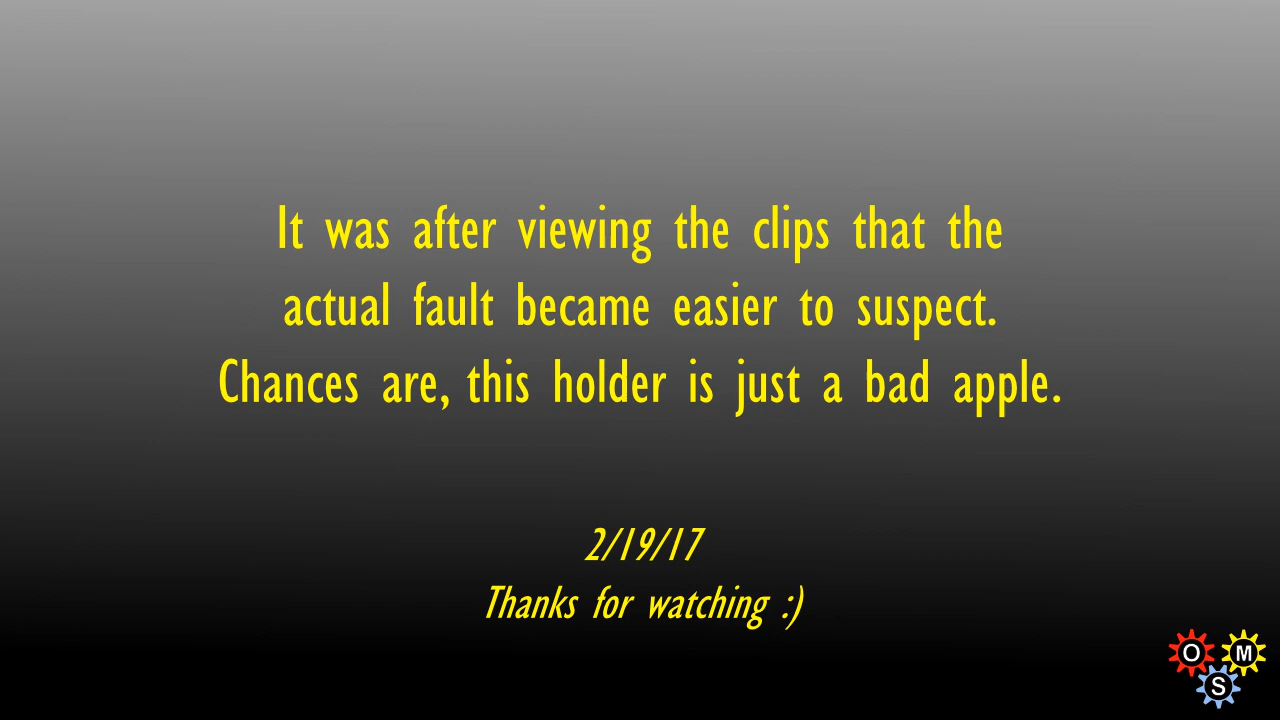 It was after viewing the clips that the
actual fault became easier to suspect.
Chances are, this holder is just a bad apple.
2/19/17
Thanks for watching :)
O M
S